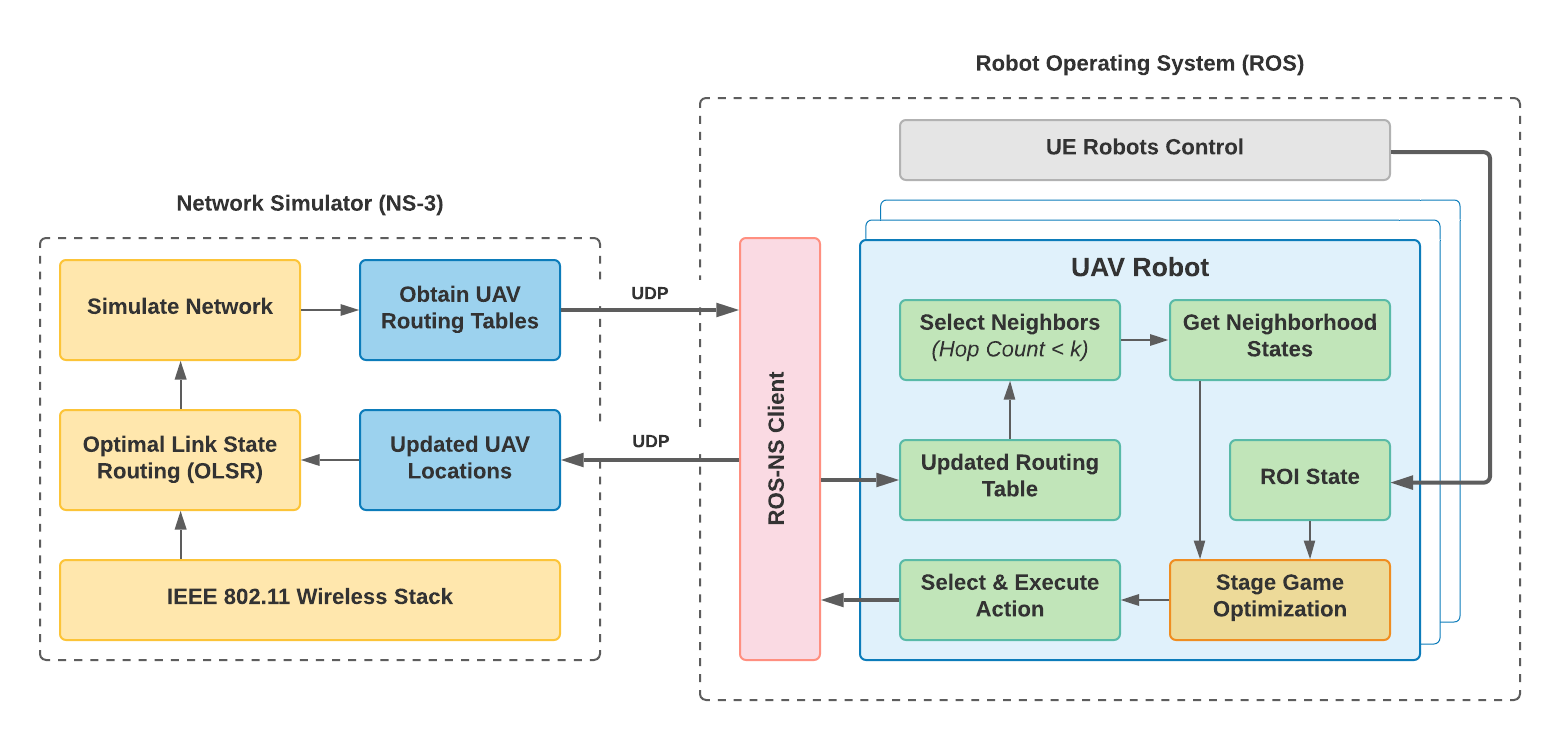 Robot Operating System (ROS)
UE Robots Control
Network Simulator (NS-3)
Simulate Network
Obtain UAV
Routing Tables
UDP
Optimal Link State
Routing (OLSR)
Updated UAV
Locations
UDP
IEEE 802.11 Wireless Stack
ROS-NS Client
UAV Robot
Select Neighbors
(Hop Count < k)
Get Neighborhood
States
Updated Routing
Table
ROI State
Select & Execute
Action
Stage Game
Optimization